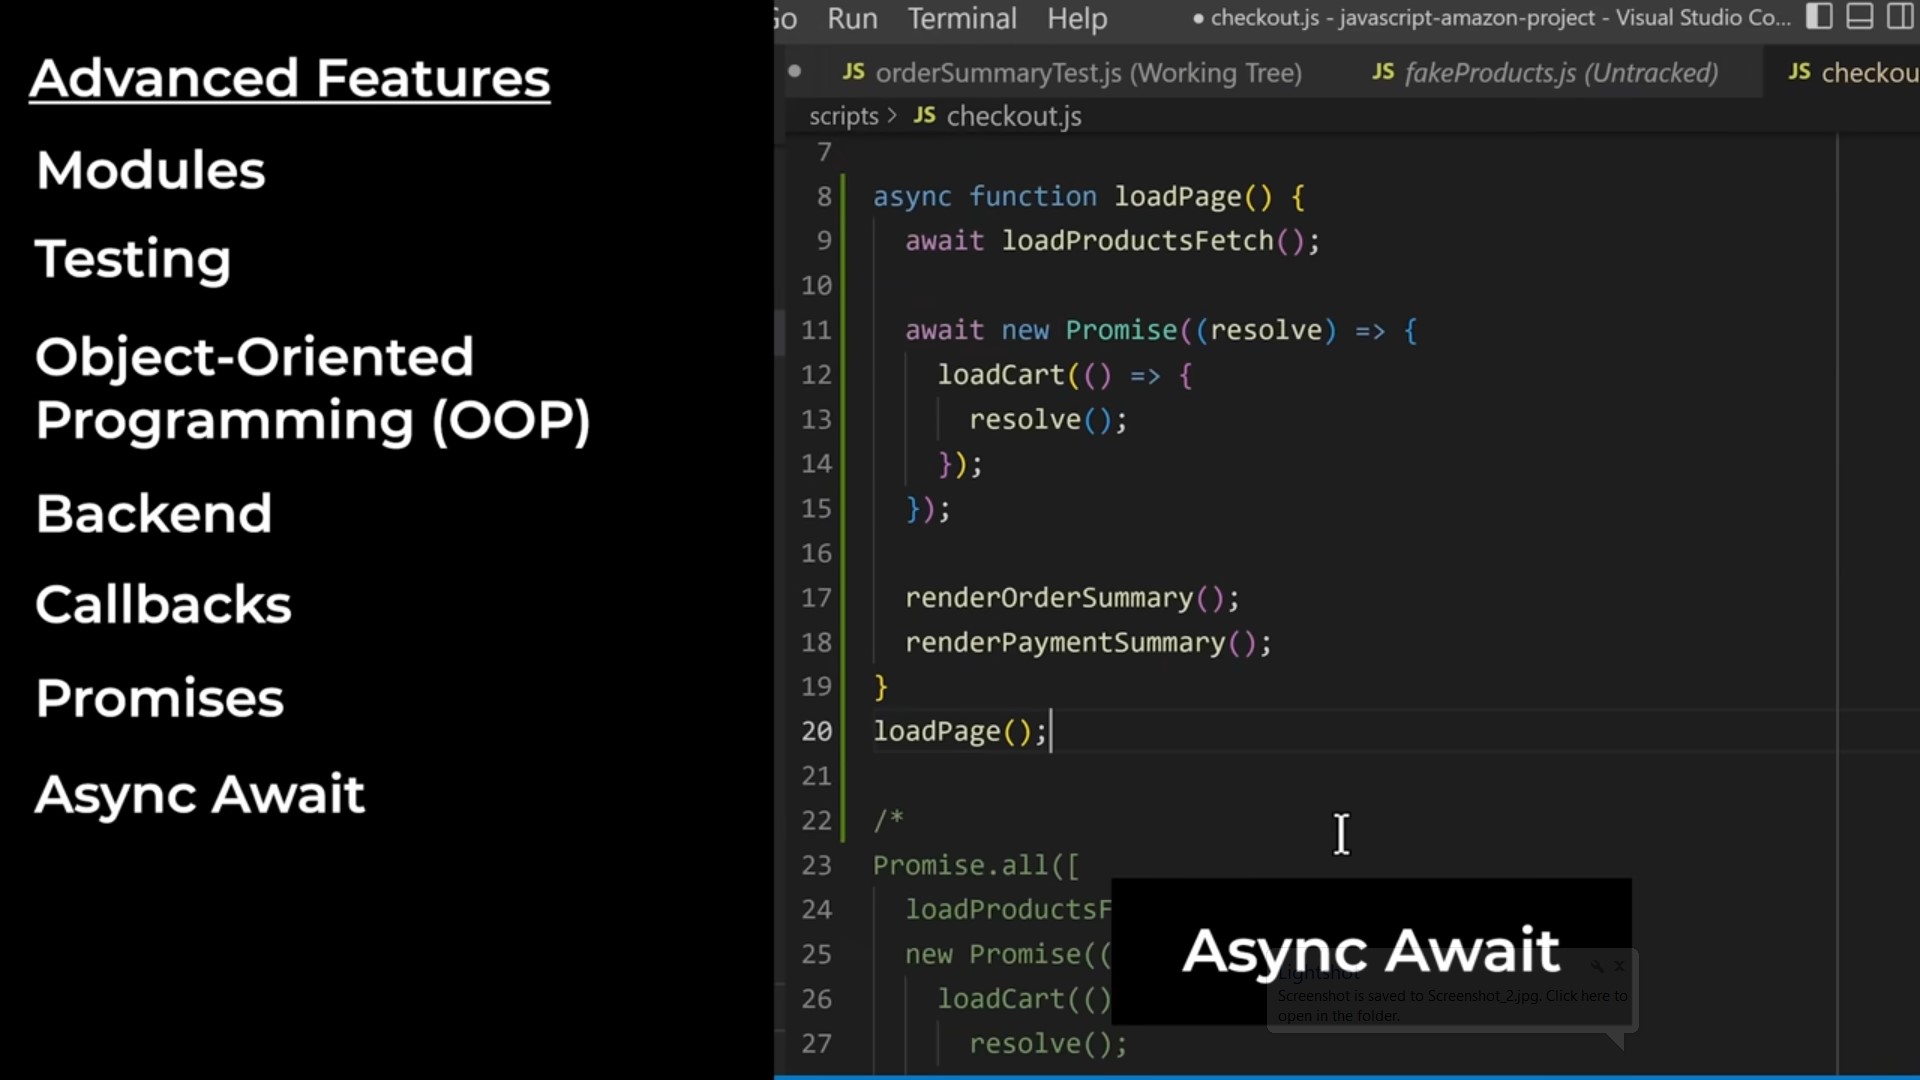 Advanced Features
Modules
Testing
Object-Oriented
Programming (OOP)
Backend
Callbacks
Promises
Async Await
Go Run Terminal Help ● checkout.js - javascript-amazon-project - Visual Studio Co...
JS orderSummaryTest.js (Working Tree) JS fakeProducts.js (Untracked) JS checkou
scripts > JS checkout.js
7
8 async function loadPage() {
9 await loadProductsFetch();
10
11 await new Promise((resolve) => {
12 loadCart(() => {
13 resolve();
14 });
15 });
16
17 renderOrderSummary();
18 renderPaymentSummary();
19 }
20 loadPage();
21
22 /*
23 Promise.all([
24 loadProductsF
25 new Promise((
26 loadCart(()
27 resolve();
Async Await
Lightshot
Screenshot is saved to Screenshot_2.jpg. Click here to
open in the folder.